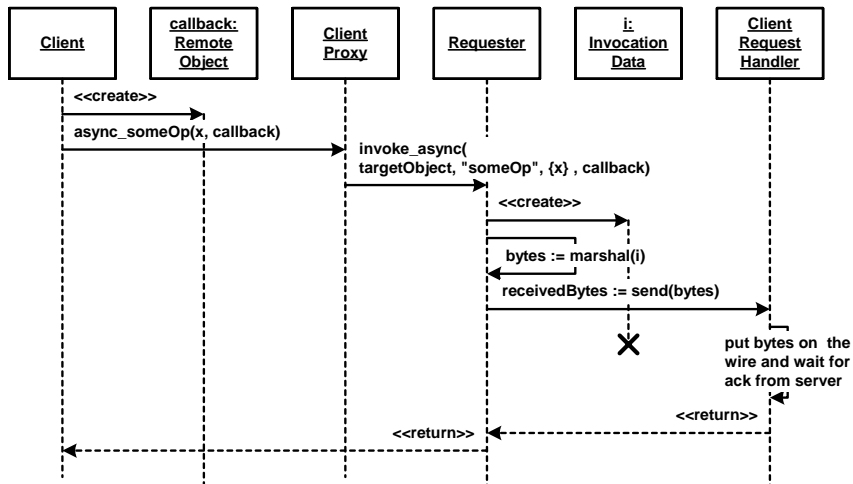 Client
callback:
Remote
Object
Client
Proxy
Requester
i:
Invocation
Data
Client
Request
Handler
<<create>>
async_someOp(x, callback)
invoke_async(
targetObject, "someOp", {x} , callback)
<<create>>
bytes := marshal(i)
receivedBytes := send(bytes)
put bytes on the
wire and wait for
ack from server
<<return>>
<<return>>